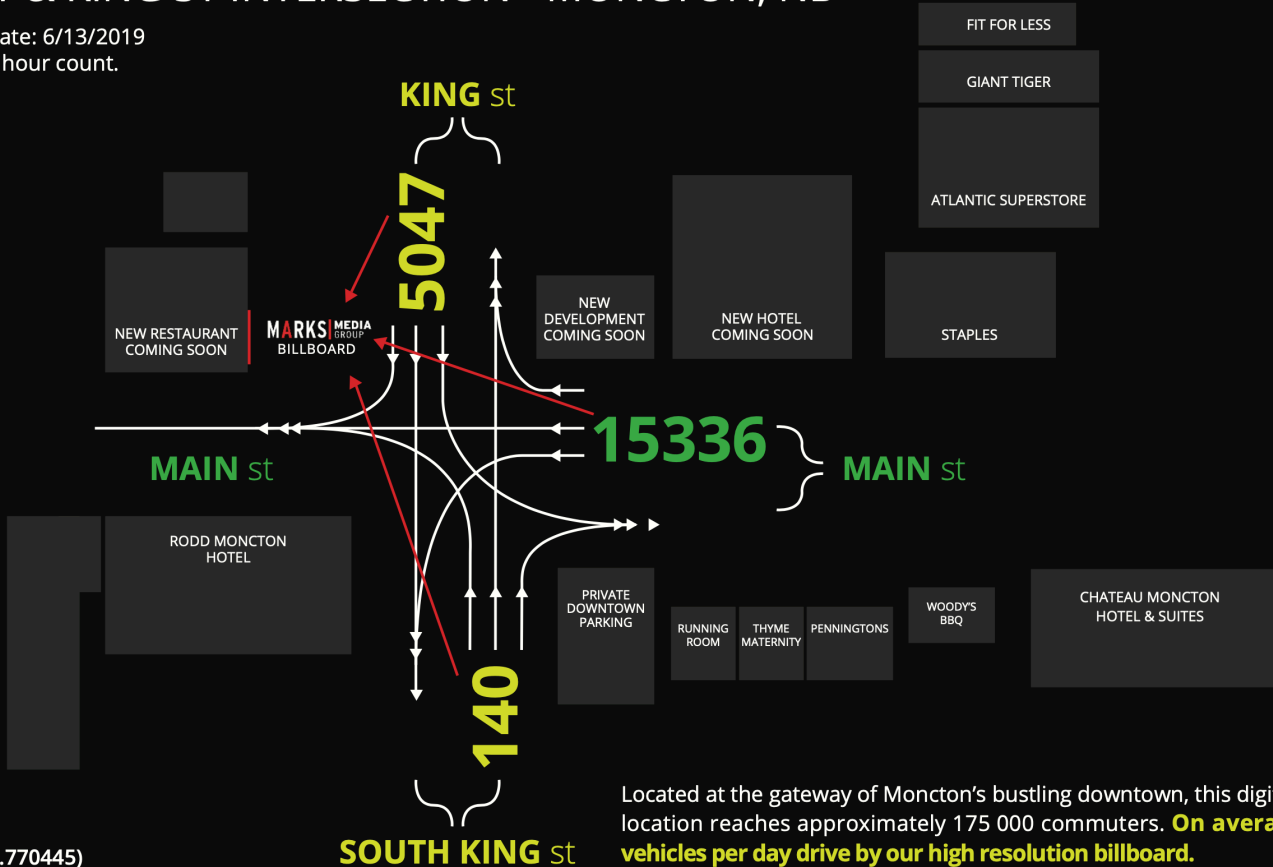 MONCTON, NB
ate: 6/13/2019
hour count.
FIT FOR LESS
GIANT TIGER
ATLANTIC SUPERSTORE
KING st
5047
NEW RESTAURANT
COMING SOON
MARKS MEDIA
GROUP
BILLBOARD
NEW
DEVELOPMENT
COMING SOON
NEW HOTEL
COMING SOON
STAPLES
15336
MAIN st
MAIN st
RODD MONCTON
HOTEL
PRIVATE
DOWNTOWN
PARKING
RUNNING
ROOM
THYME
MATERNITY
PENNINGTONS
WOODY'S
BBQ
CHATEAU MONCTON
HOTEL & SUITES
140
SOUTH KING st
.770445)
Located at the gateway of Moncton’s bustling downtown, this digi
location reaches approximately 175 000 commuters. On avera
vehicles per day drive by our high resolution billboard.